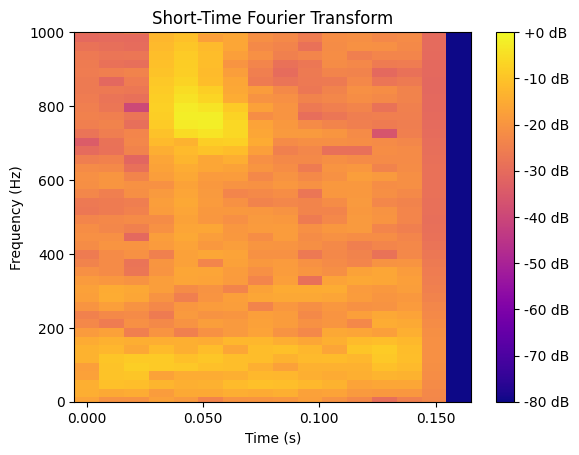 Short-Time Fourier Transform
Frequency (Hz)
1000
800
600
400
200
0
0.000
0.050
0.100
0.150
Time (s)
+0 dB
-10 dB
-20 dB
-30 dB
-40 dB
-50 dB
-60 dB
-70 dB
-80 dB